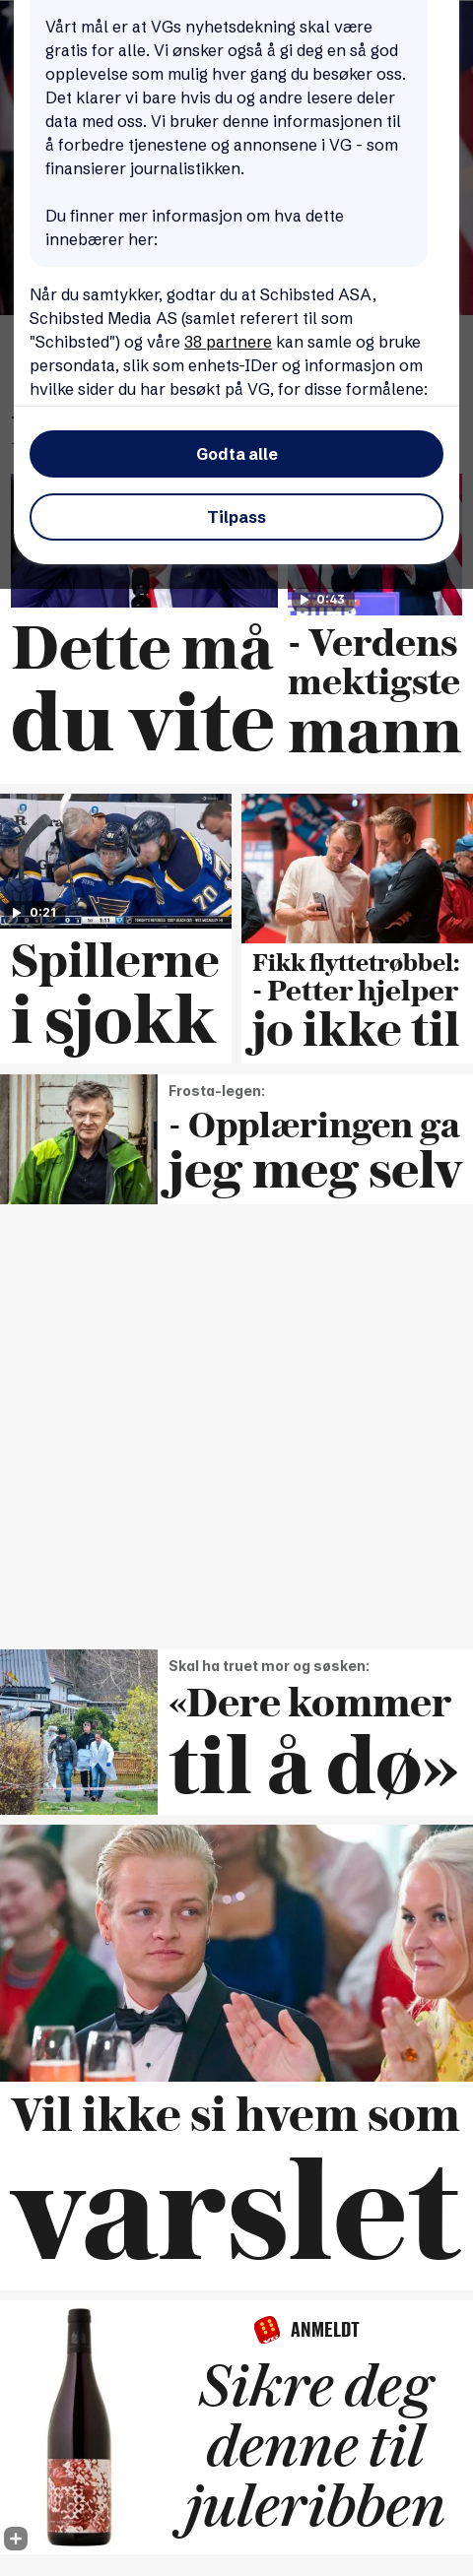 Vårt mål er at VGs nyhetsdekning skal være
gratis for alle. Vi ønsker også å gi deg en så god
opplevelse som mulig hver gang du besøker oss.
Det klarer vi bare hvis du og andre lesere deler
data med oss. Vi bruker denne informasjonen til
å forbedre tjenestene og annonsene i VG - som
finansierer journalistikken.
Du finner mer informasjon om hva dette
innebærer her:
Når du samtykker, godtar du at Schibsted ASA,
Schibsted Media AS (samlet referert til som
"Schibsted") og våre 38 partnere kan samle og bruke
persondata, slik som enhets-IDer og informasjon om
hvilke sider du har besøkt på VG, for disse formålene:
Godta alle
Tilpass
0:43
Dette må
du vite
- Verdens
mektigste
mann
70
0:21
Spillerne
i sjokk
Fikk flyttetrøbbel:
- Petter hjelper
jo ikke til
Frosta-legen:
- Opplæringen ga
jeg meg selv
Skal ha truet mor og søsken:
«Dere kommer
til å dø»
Vil ikke si hvem som
varslet
VG
ANMELDT
Sikre deg
denne til
juleribben